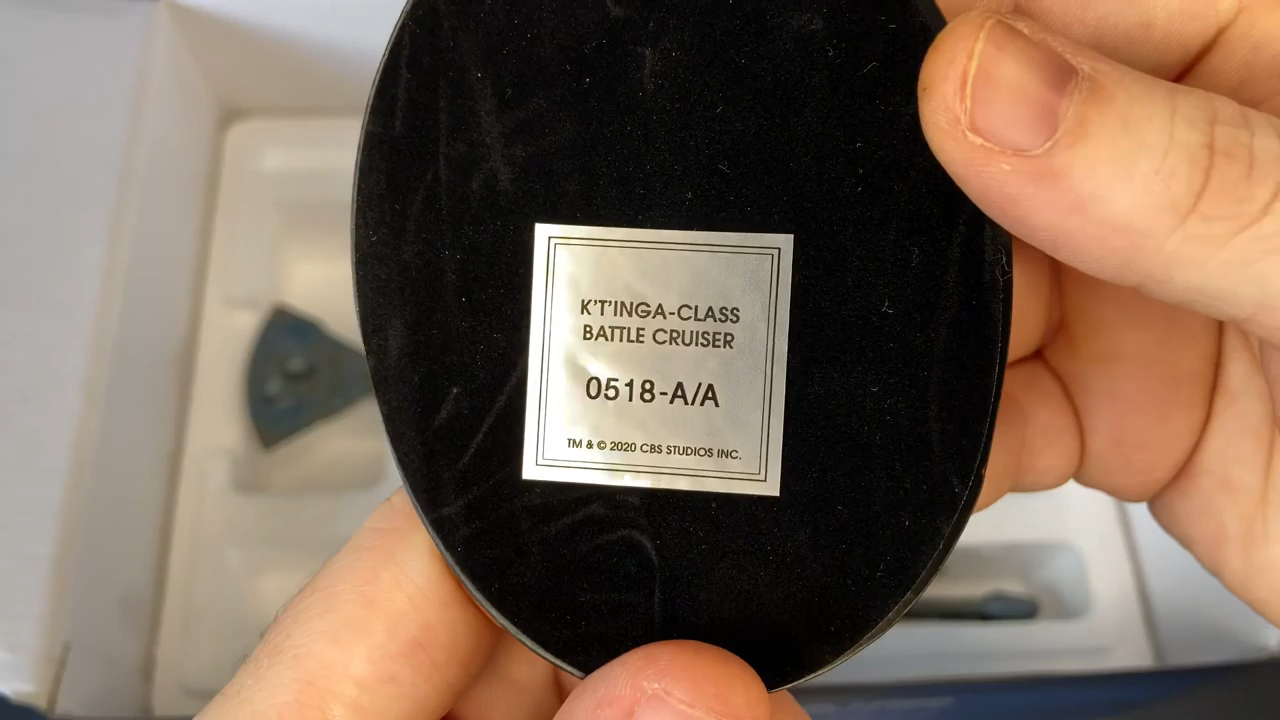 K'T'INGA-CLASS
BATTLE CRUISER
0518-A/A
TM & © 2020 CBS STUDIOS INC.